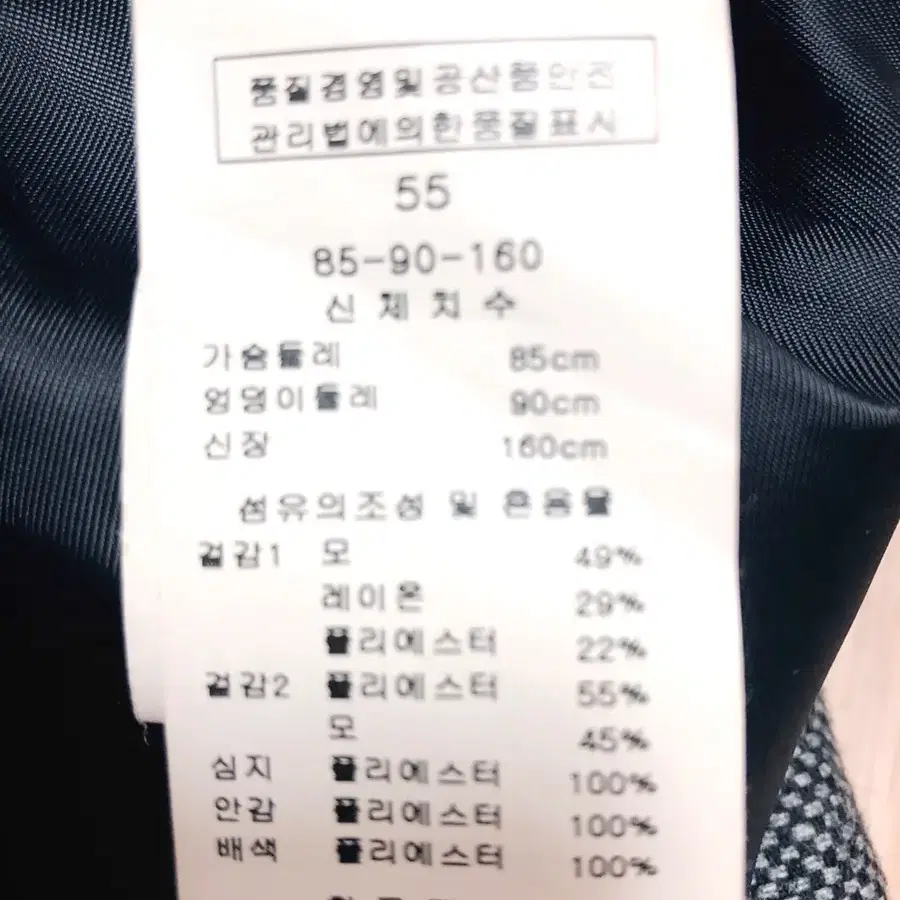 품질경영및공산품안전
관리법에의한품질표시
55
85-90-160
신체치수
가슴둘레 85cm
엉덩이둘레 90cm
신장 160cm
섬유의조성 및 혼용율
겉감1 모 49%
레이온 29%
폴리에스터 22%
겉감2 폴리에스터 55%
모 45%
심지 폴리에스터 100%
안감 폴리에스터 100%
배색 폴리에스터 100%